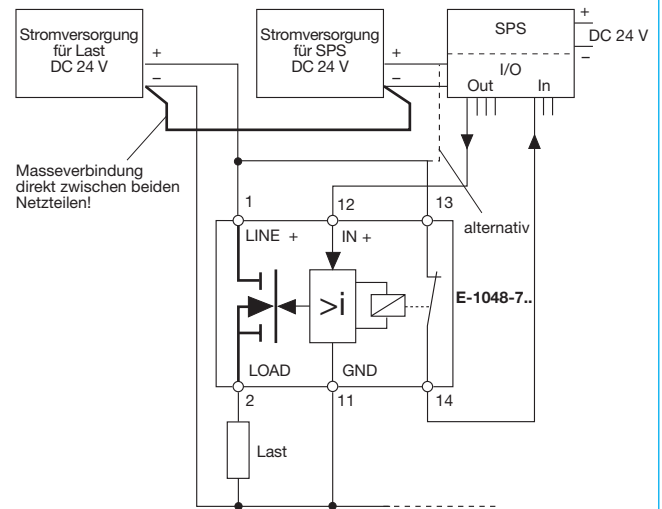 Stromversorgung
für Last
DC 24 V
+
–
Stromversorgung
für SPS
DC 24 V
+
–
SPS
I/O
Out
In
+
DC 24 V
–
Masseverbindung
direkt zwischen beiden
Netzteilen!
alternativ
1
12
13
LINE +
IN +
>i
E-1048-7..
LOAD
GND
2
11
14
Last